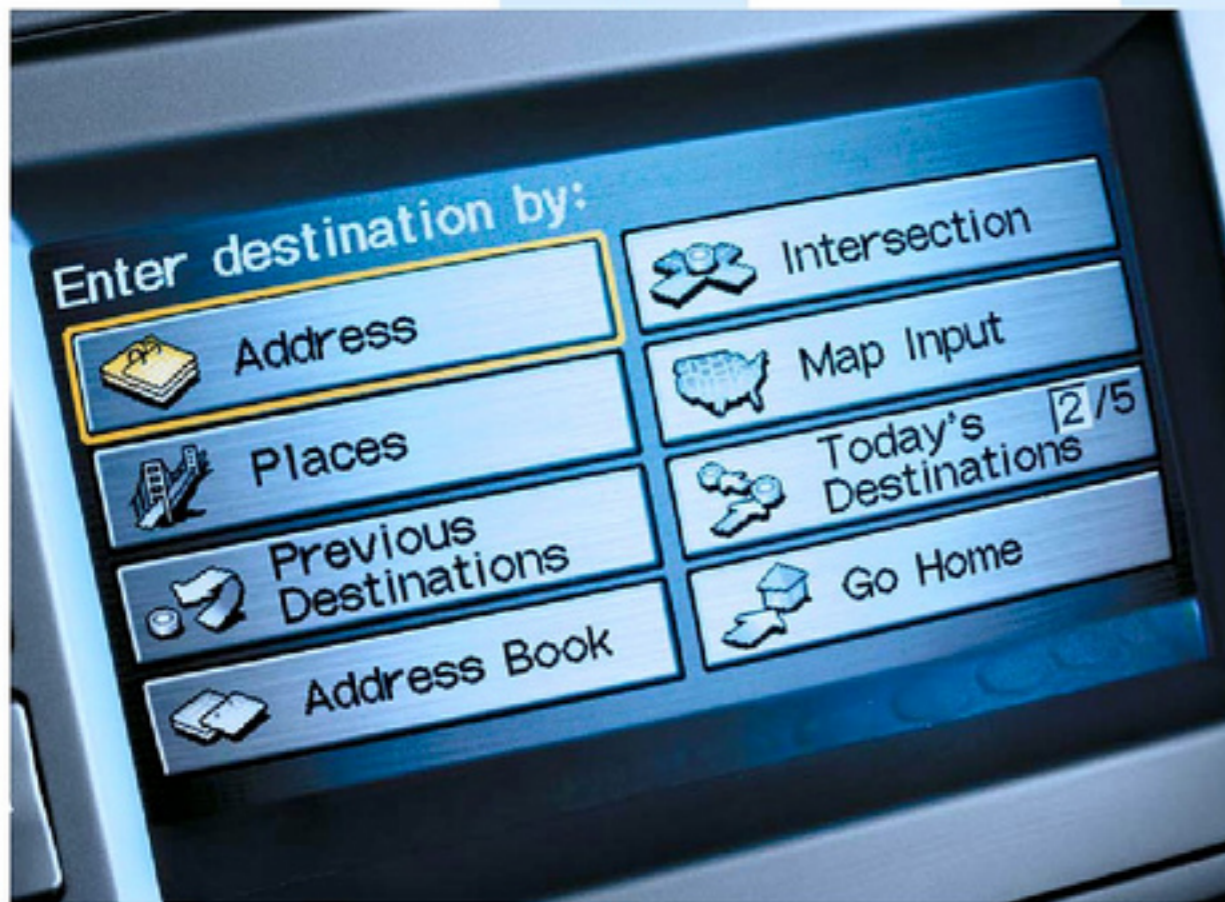 Enter destination by:
Address
Places
Previous
Destinations
Address Book
Intersection
Map Input
Today's 2/5
Destinations
Go Home